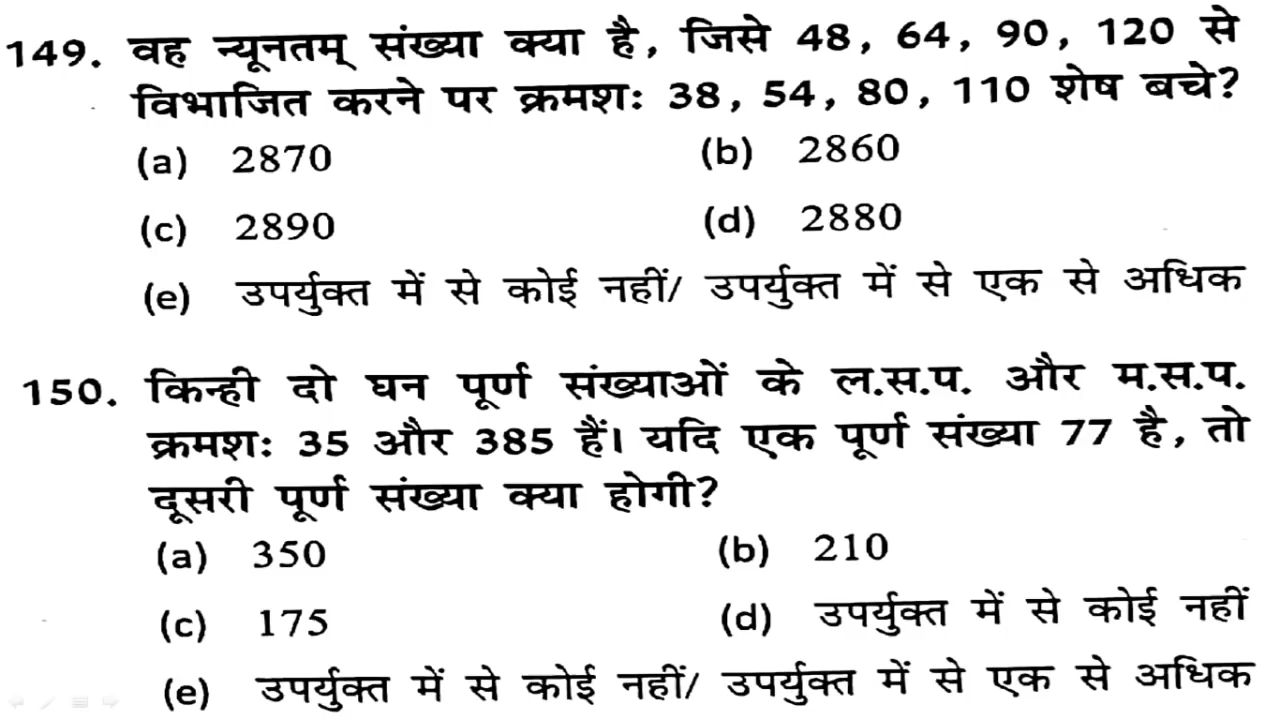 149. वह न्यूनतम् संख्या क्या है, जिसे 48, 64, 90, 120 से
विभाजित करने पर क्रमशः 38, 54, 80, 110 शेष बचे?
(a) 2870 (b) 2860
(c) 2890 (d) 2880
(e) उपर्युक्त में से कोई नहीं/ उपर्युक्त में से एक से अधिक
150. किन्ही दो घन पूर्ण संख्याओं के ल.स.प. और म.स.प.
क्रमशः 35 और 385 हैं। यदि एक पूर्ण संख्या 77 है, तो
दूसरी पूर्ण संख्या क्या होगी?
(a) 350 (b) 210
(c) 175 (d) उपर्युक्त में से कोई नहीं
(e) उपर्युक्त में से कोई नहीं/ उपर्युक्त में से एक से अधिक